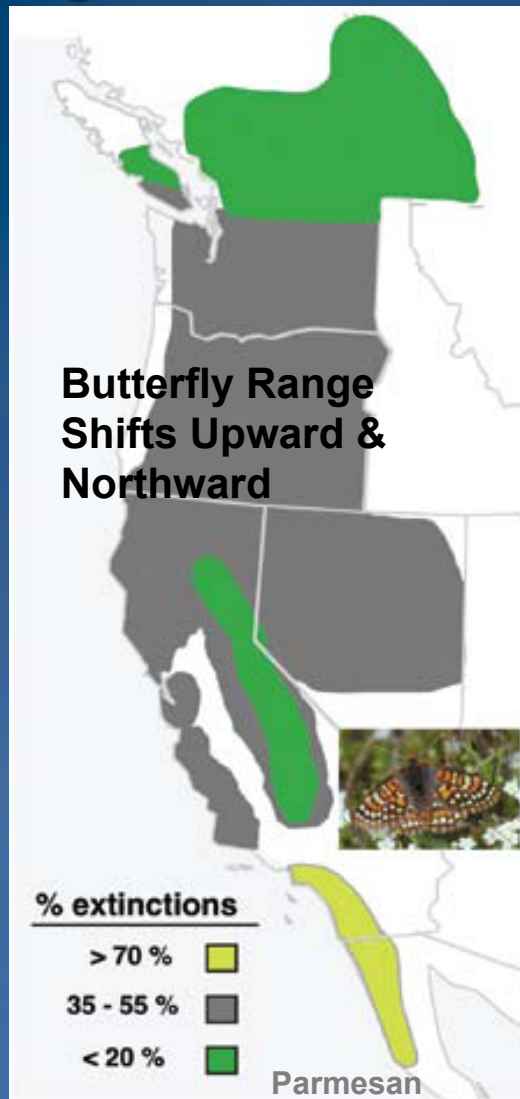 Butterfly Range
Shifts Upward &
Northward
% extinctions
> 70 %
35 - 55 %
< 20 %
Parmesan